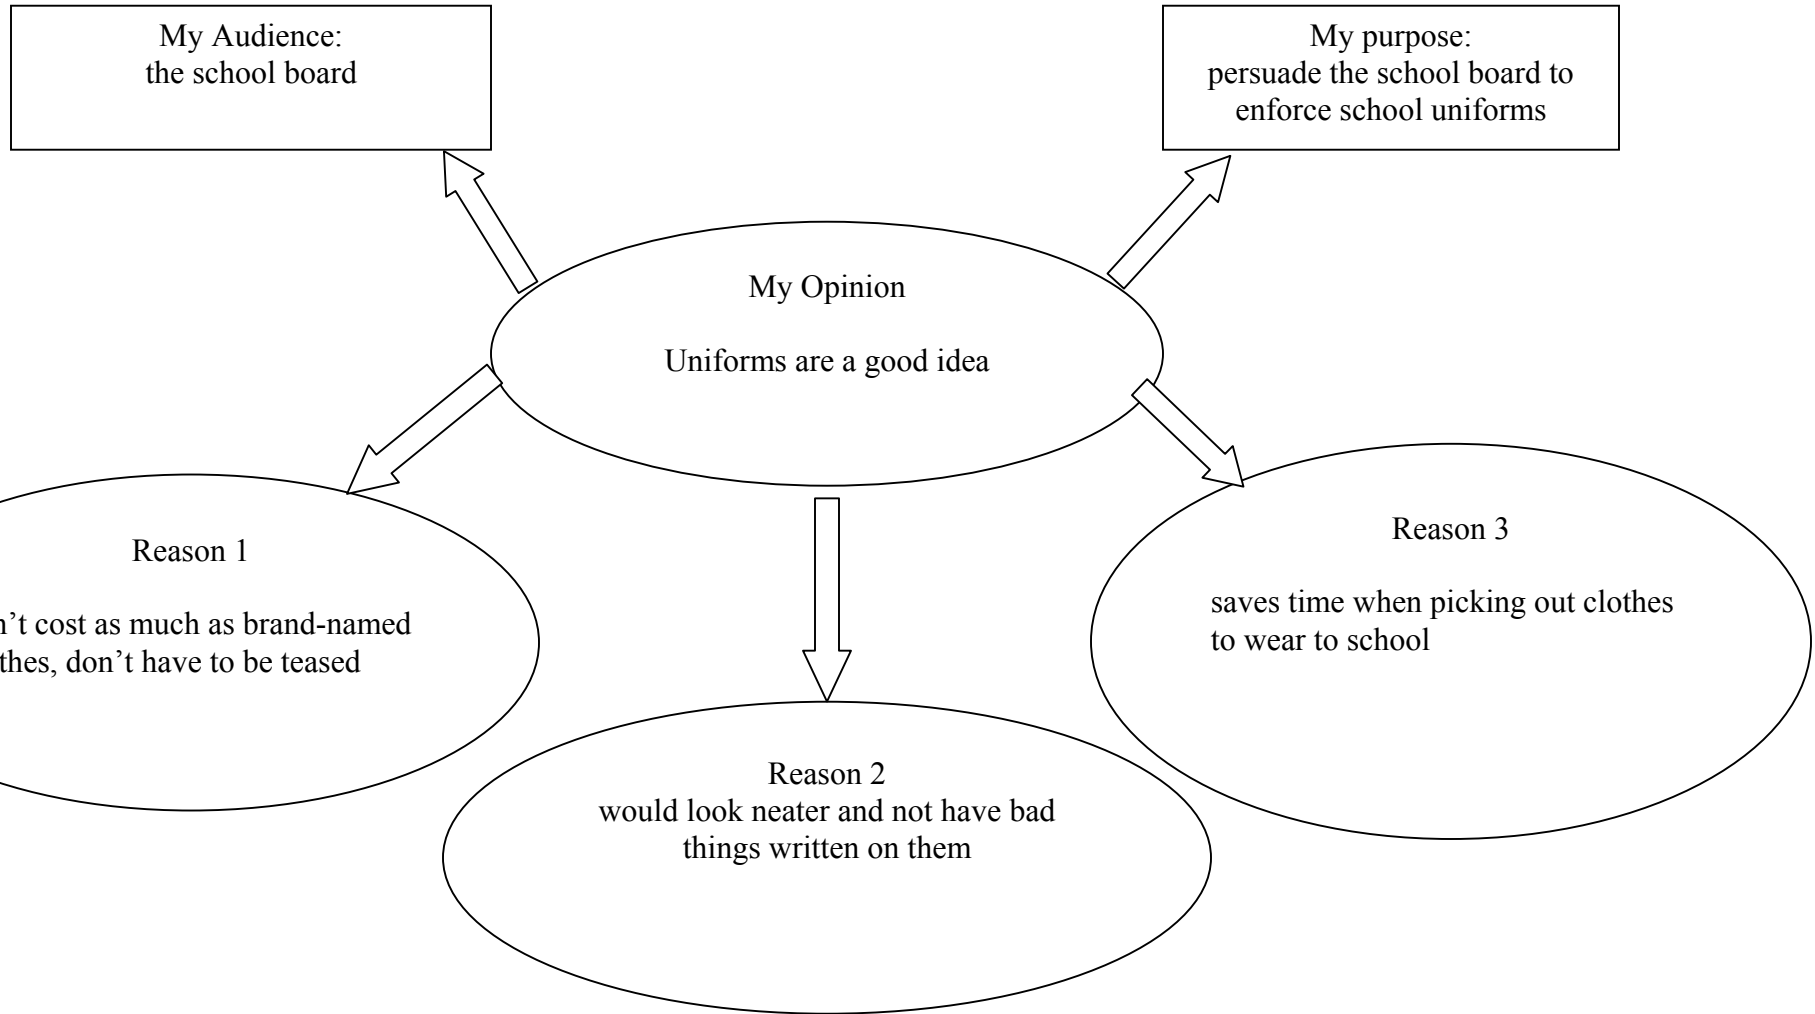 My Audience:
the school board
My purpose:
persuade the school board to
enforce school uniforms
My Opinion
Uniforms are a good idea
Reason 1
cost as much as brand-named
don’t have to be teased
Reason 2
would look neater and not have bad
things written on them
Reason 3
saves time when picking out clothes
to wear to school